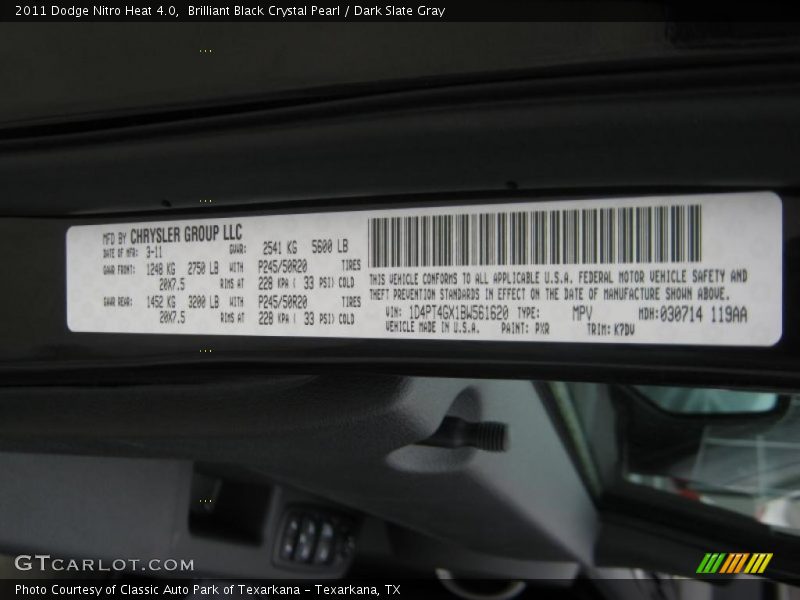 2011 Dodge Nitro Heat 4.0,  Brilliant Black Crystal Pearl / Dark Slate Gray
MFD BY CHRYSLER GROUP LLC
DATE OF MFR: 3-11 GVWR: 2541 KG 5600 LB
GAWR FRONT: 1248 KG 2750 LB WITH P245/50R20 TIRES
20X7.5 RIMS AT 228 KPA ( 33 PSI) COLD
GAWR REAR: 1452 KG 3200 LB WITH P245/50R20 TIRES
20X7.5 RIMS AT 228 KPA ( 33 PSI) COLD
THIS VEHICLE CONFORMS TO ALL APPLICABLE U.S.A. FEDERAL MOTOR VEHICLE SAFETY AND
THEFT PREVENTION STANDARDS IN EFFECT ON THE DATE OF MANUFACTURE SHOWN ABOVE.
VIN: 1D4PT4GX1BW561620 TYPE: MPV MDH:030714 119AA
VEHICLE MADE IN U.S.A. PAINT: PXR TRIM: K7DV
GTCARLOT.COM
Photo Courtesy of Classic Auto Park of Texarkana - Texarkana, TX